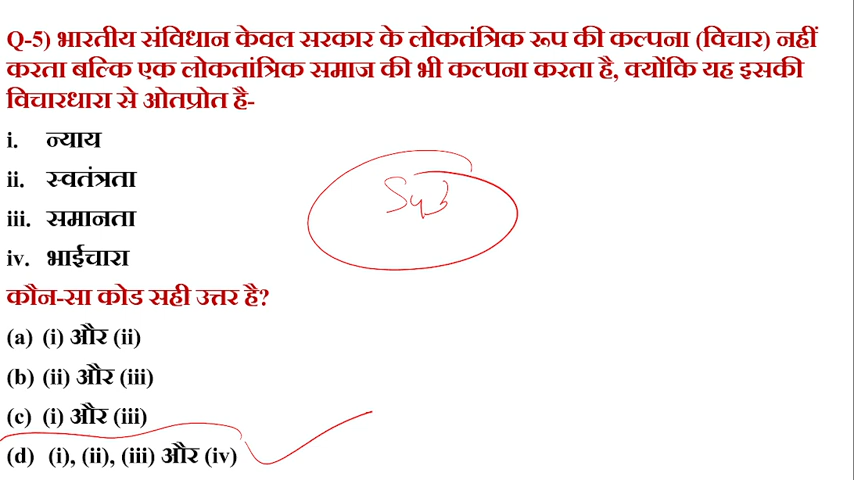 Q-5) भारतीय संविधान केवल सरकार के लोकतंत्रिक रूप की कल्पना (विचार) नहीं
करता बल्कि एक लोकतांत्रिक समाज की भी कल्पना करता है, क्योंकि यह इसकी
विचारधारा से ओतप्रोत है-
i. न्याय
ii. स्वतंत्रता
iii. समानता
iv. भाईचारा
कौन-सा कोड सही उत्तर है?
(a) (i) और (ii)
(b) (ii) और (iii)
(c) (i) और (iii)
(d) (i), (ii), (iii) और (iv)